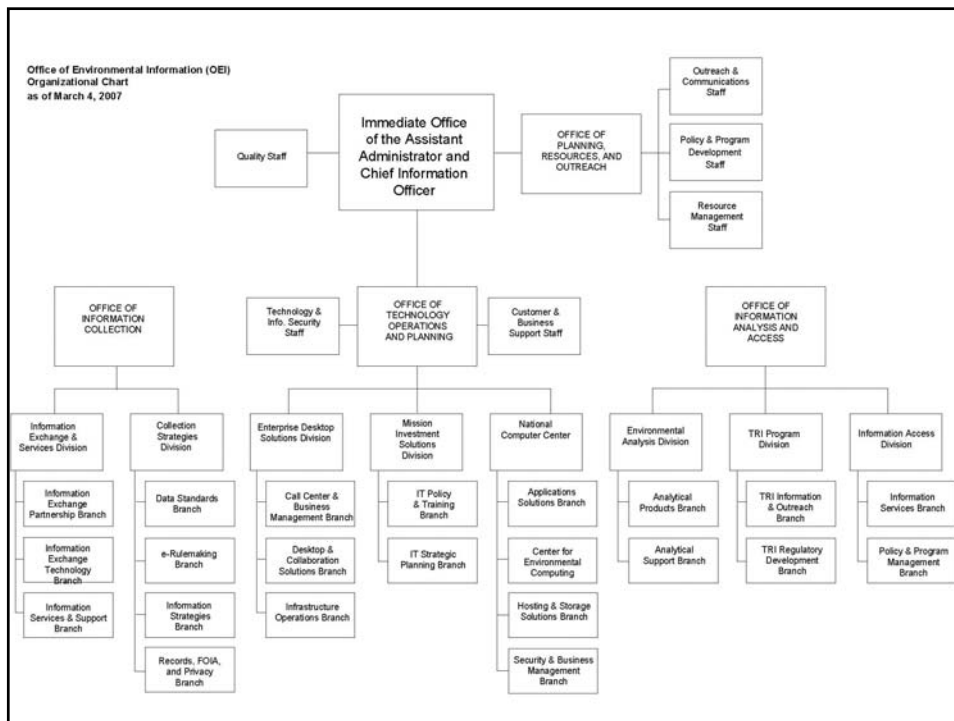 Office of Environmental Information (OEI)
Organizational Chart
as of March 4, 2007
Immediate Office
of the Assistant
Administrator and
Chief Information
Officer
Quality Staff
OFFICE OF
PLANNING,
RESOURCES, AND
OUTREACH
Outreach &
Communications
Staff
Policy & Program
Development
Staff
Resource
Management
Staff
OFFICE OF
INFORMATION
COLLECTION
Technology &
Info. Security
Staff
OFFICE OF
TECHNOLOGY
OPERATIONS
AND PLANNING
Customer &
Business
Support Staff
OFFICE OF
INFORMATION
ANALYSIS AND
ACCESS
Information
Exchange &
Services Division
Collection
Strategies
Division
Enterprise Desktop
Solutions Division
Mission
Investment
Solutions
Division
National
Computer Center
Environmental
Analysis Division
TRI Program
Division
Information Access
Division
Information
Exchange
Partnership Branch
Information
Exchange
Technology
Branch
Information
Services & Support
Branch
Data Standards
Branch
e-Rulemaking
Branch
Information
Strategies
Branch
Records, FOIA,
and Privacy
Branch
Call Center &
Business
Management Branch
Desktop &
Collaboration
Solutions Branch
Infrastructure
Operations Branch
IT Policy
& Training
Branch
IT Strategic
Planning Branch
Applications
Solutions Branch
Center for
Environmental
Computing
Hosting & Storage
Solutions Branch
Security & Business
Management
Branch
Analytical
Products Branch
Analytical
Support Branch
TRI Information
& Outreach
Branch
TRI Regulatory
Development
Branch
Information
Services Branch
Policy & Program
Management
Branch